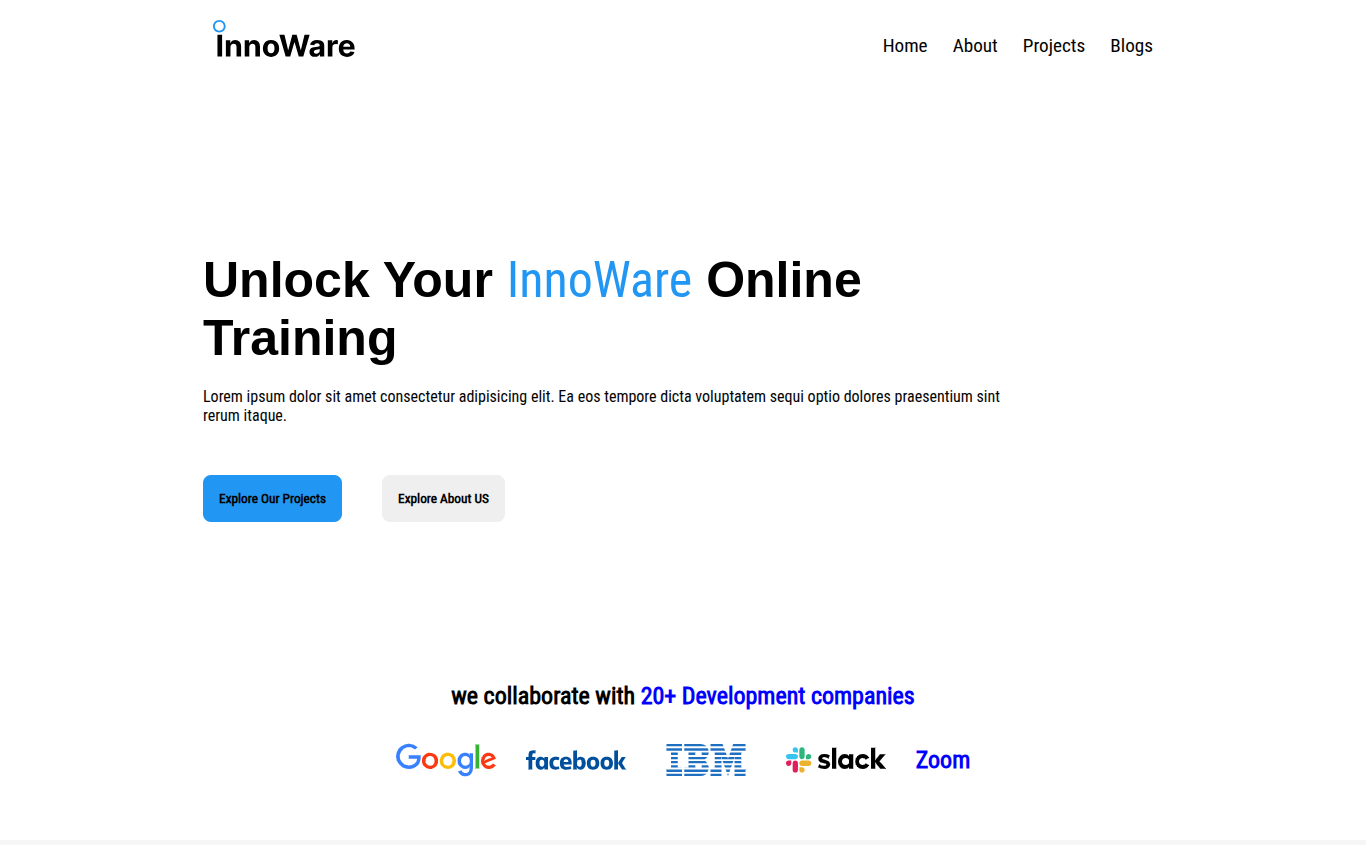 InnoWare
Home About Projects Blogs
Unlock Your InnoWare Online
Training
Lorem ipsum dolor sit amet consectetur adipisicing elit. Ea eos tempore dicta voluptatem sequi optio dolores praesentium sint
rerum itaque.
Explore Our Projects Explore About US
we collaborate with 20+ Development companies
Google facebook IBM slack Zoom